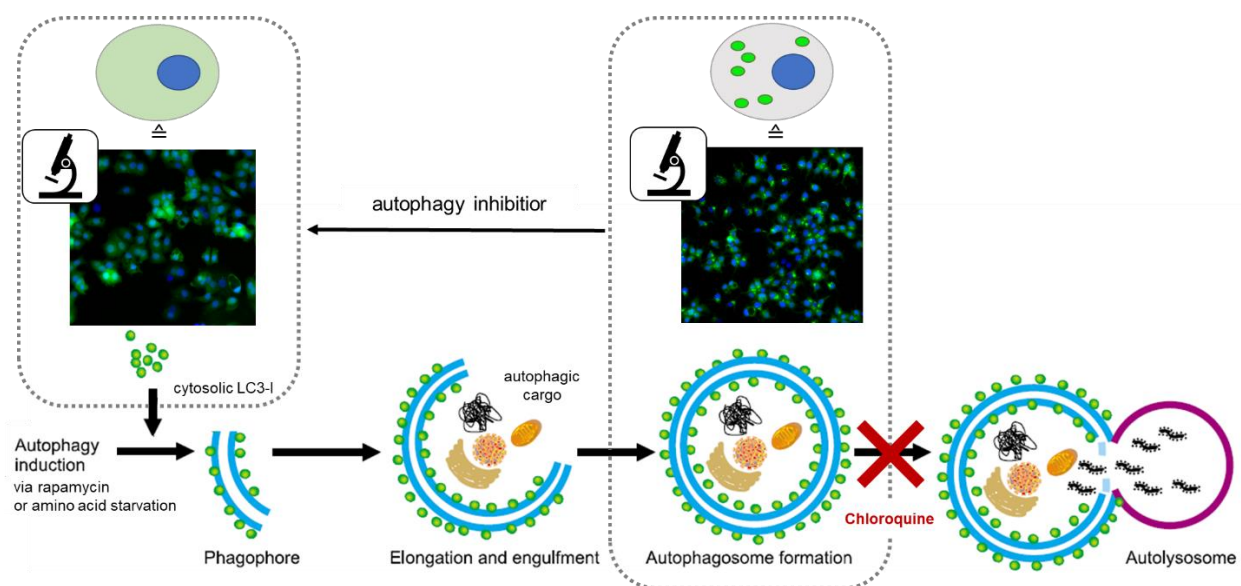 ≙
≙
autophagy inhibitior
cytosolic LC3-I
autophagic
cargo
Autophagy
induction
via rapamycin
or amino acid starvation
Chloroquine
Phagophore
Elongation and engulfment
Autophagosome formation
Autolysosome